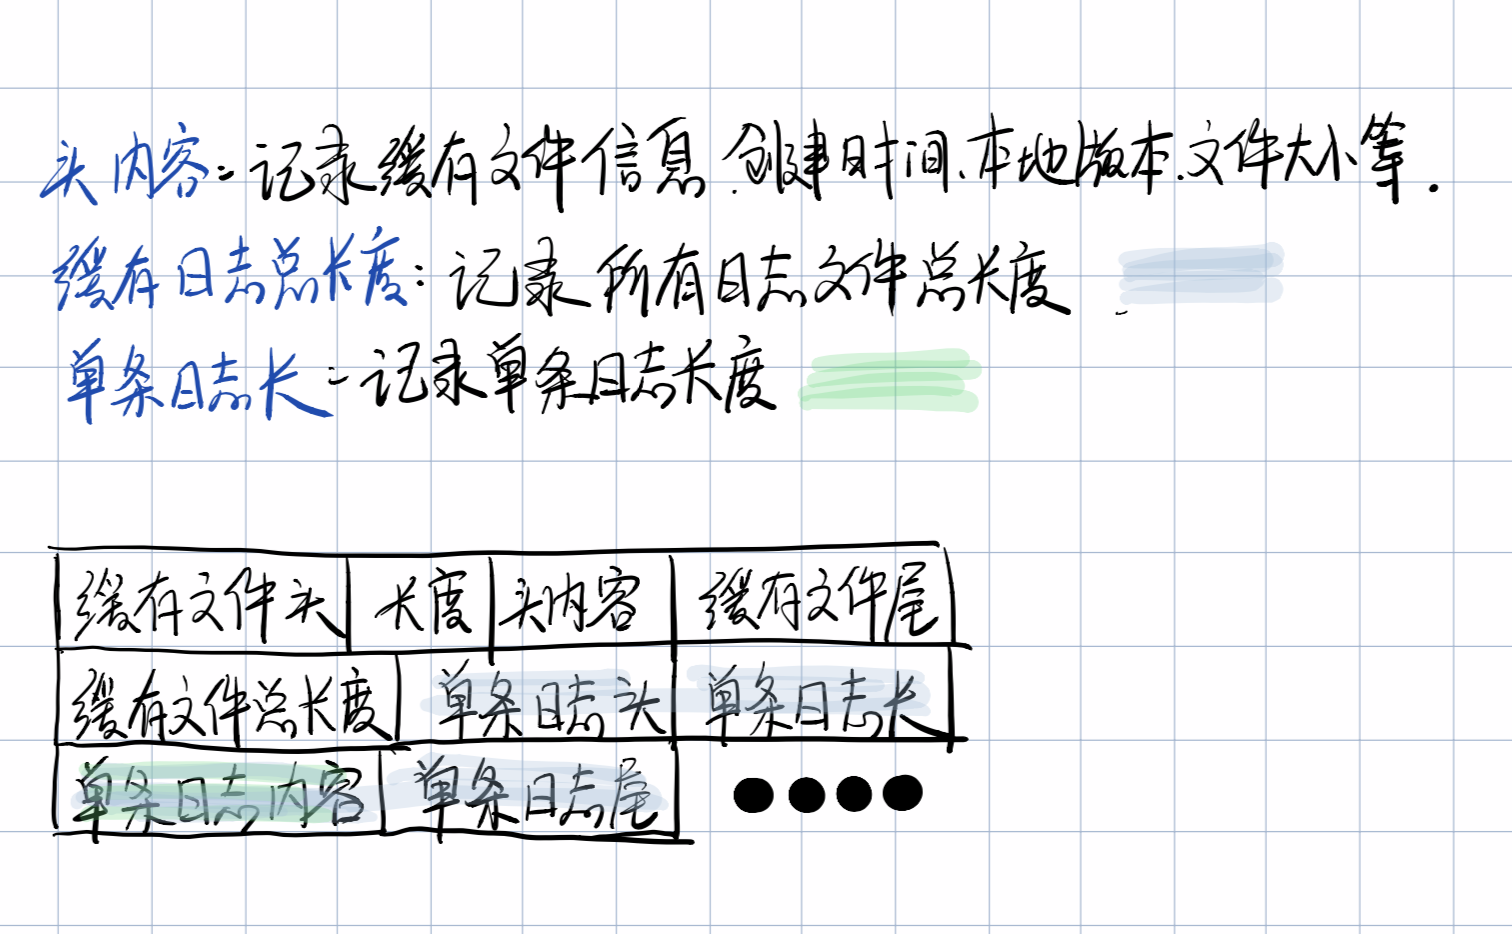 头内容：记录缓存文件信息.创建时间、本地版本.文件大小等.
缓存日志总长度：记录所有日志文件总长度
单条日志长：记录单条日志长度
缓存文件头 长度 头内容 缓存文件尾
缓存文件总长度 单条日志头 单条日志长
单条日志内容 单条日志尾 ●●●●